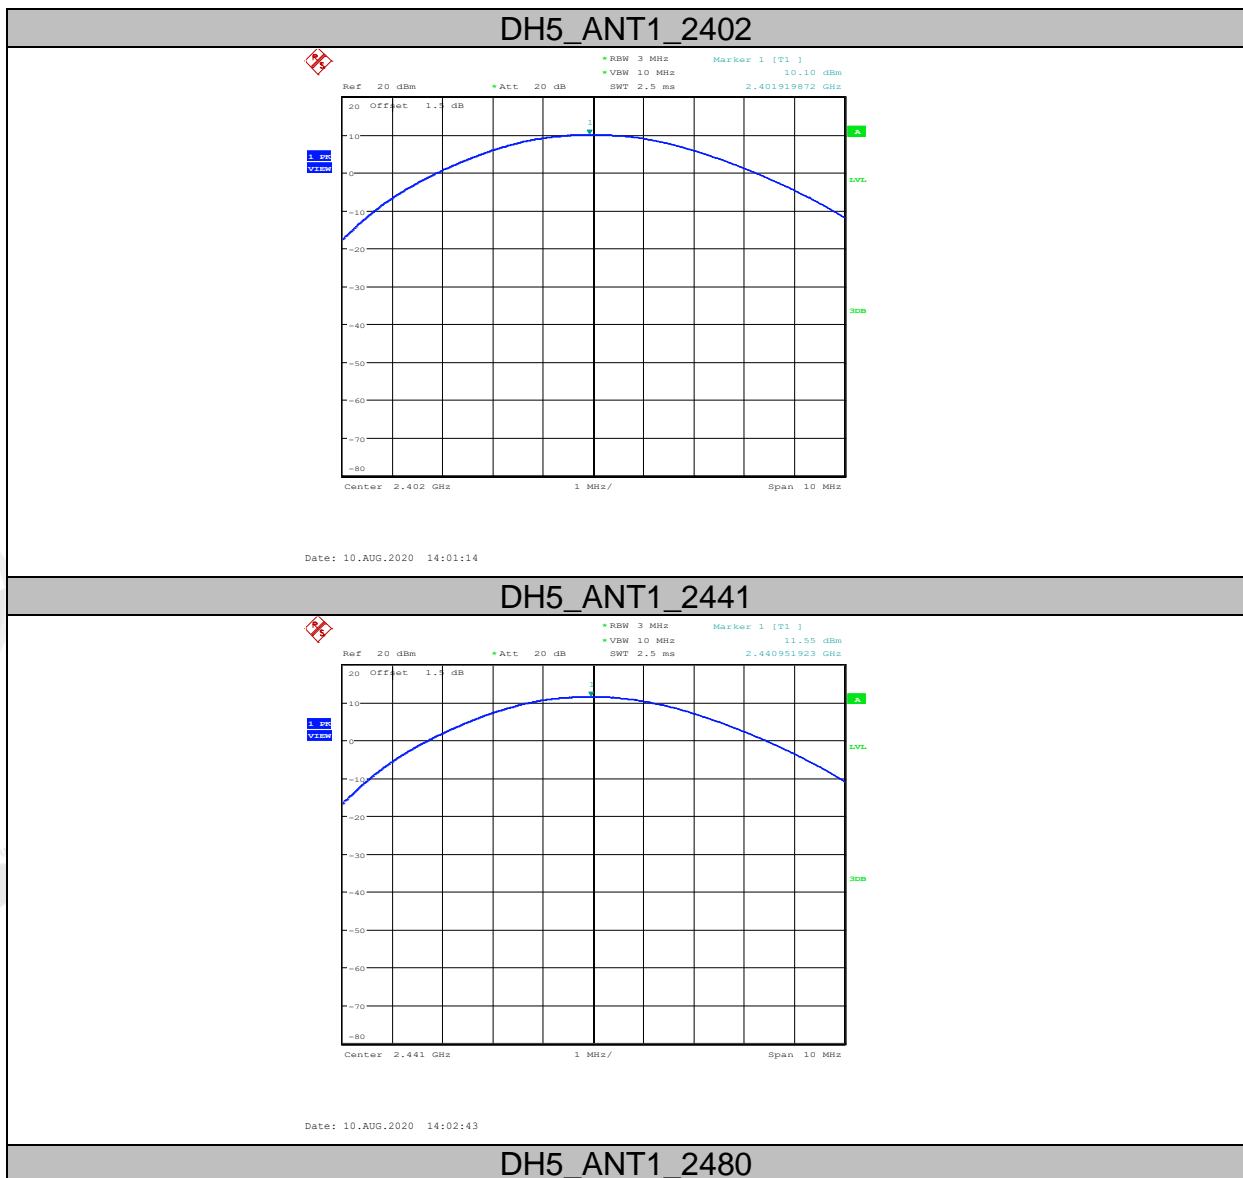 DH5_ANT1_2402
*RBW 3 MHz Marker 1 [T1 ]
*VBW 10 MHz 10.10 dBm
Ref 20 dBm *Att 20 dB SWT 2.5 ms 2.401919872 GHz
20 Offset 1.5 dB
1
10
A
1 PK
VIEW
0
LVL
-10
-20
-30
3DB
-40
-50
-60
-70
-80
Center 2.402 GHz 1 MHz/ Span 10 MHz
Date: 10.AUG.2020 14:01:14
DH5_ANT1_2441
*RBW 3 MHz Marker 1 [T1 ]
*VBW 10 MHz 11.55 dBm
Ref 20 dBm *Att 20 dB SWT 2.5 ms 2.440951923 GHz
20 Offset 1.5 dB
1
10
A
1 PK
VIEW
0
LVL
-10
-20
-30
3DB
-40
-50
-60
-70
-80
Center 2.441 GHz 1 MHz/ Span 10 MHz
Date: 10.AUG.2020 14:02:43
DH5_ANT1_2480